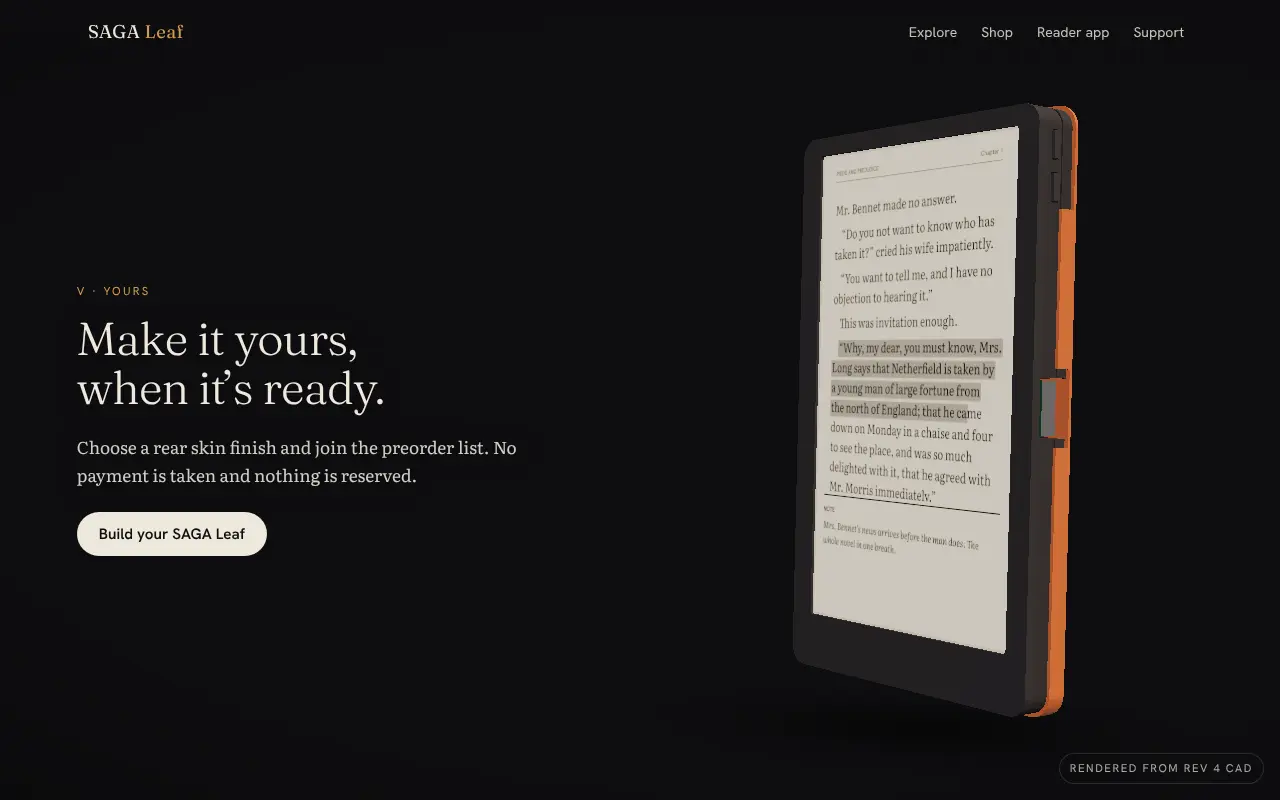 SAGA Leaf
Explore
Shop
Reader app
Support
V · YOURS
Make it yours,
when it’s ready.
Choose a rear skin finish and join the preorder list. No
payment is taken and nothing is reserved.
Build your SAGA Leaf
Chapter
Mr. Bennet made no answer.
“Do you not want to know who has
taken it?” cried his wife impatiently.
“You want to tell me, and I have no
objection to hearing it.”
This was invitation enough.
“Why, my dear, you must know, Mrs.
Long says that Netherfield is taken by
a young man of large fortune from
the north of England; that he came
down on Monday in a chaise and four
to see the place, and was so much
delighted with it, that he agreed with
Mr. Morris immediately.”
NOTE
Mrs. Bennet's news arrives before the man does. The
whole novel in one breath.
RENDERED FROM REV 4 CAD